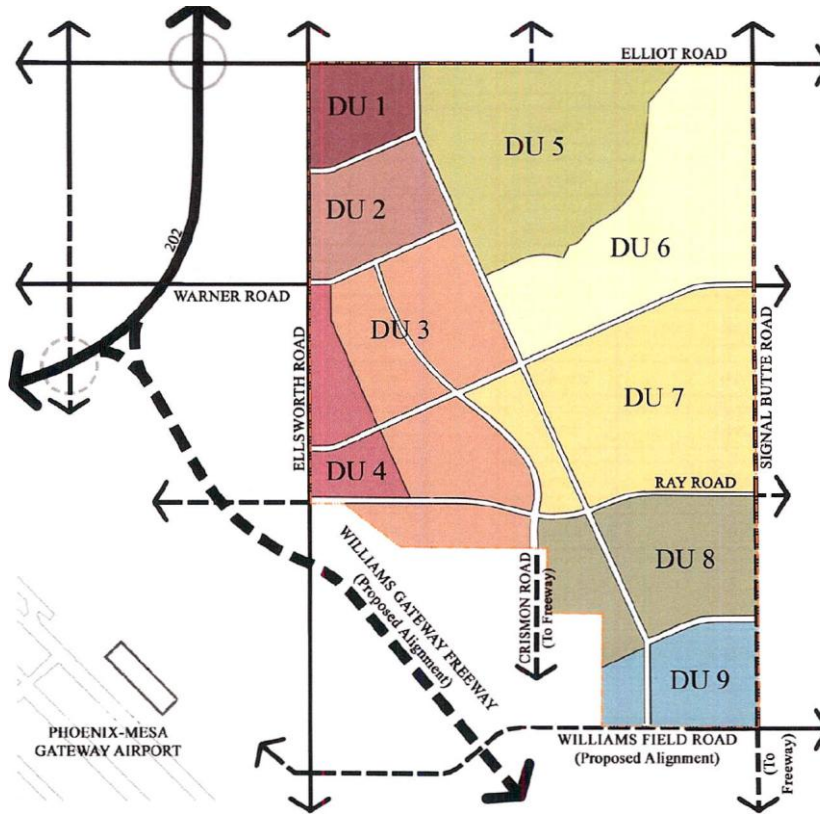 ELLIOT ROAD
DU 1
DU 5
DU 2
202
DU 6
WARNER ROAD
DU 3
ELLSWORTH ROAD
SIGNAL BUTTE ROAD
DU 7
DU 4
RAY ROAD
WILLIAMS GATEWAY FREEWAY
(Proposed Alignment)
CRISMON ROAD
(To Freeway)
DU 8
DU 9
PHOENIX-MESA
GATEWAY AIRPORT
WILLIAMS FIELD ROAD
(Proposed Alignment)
(To
Freeway)